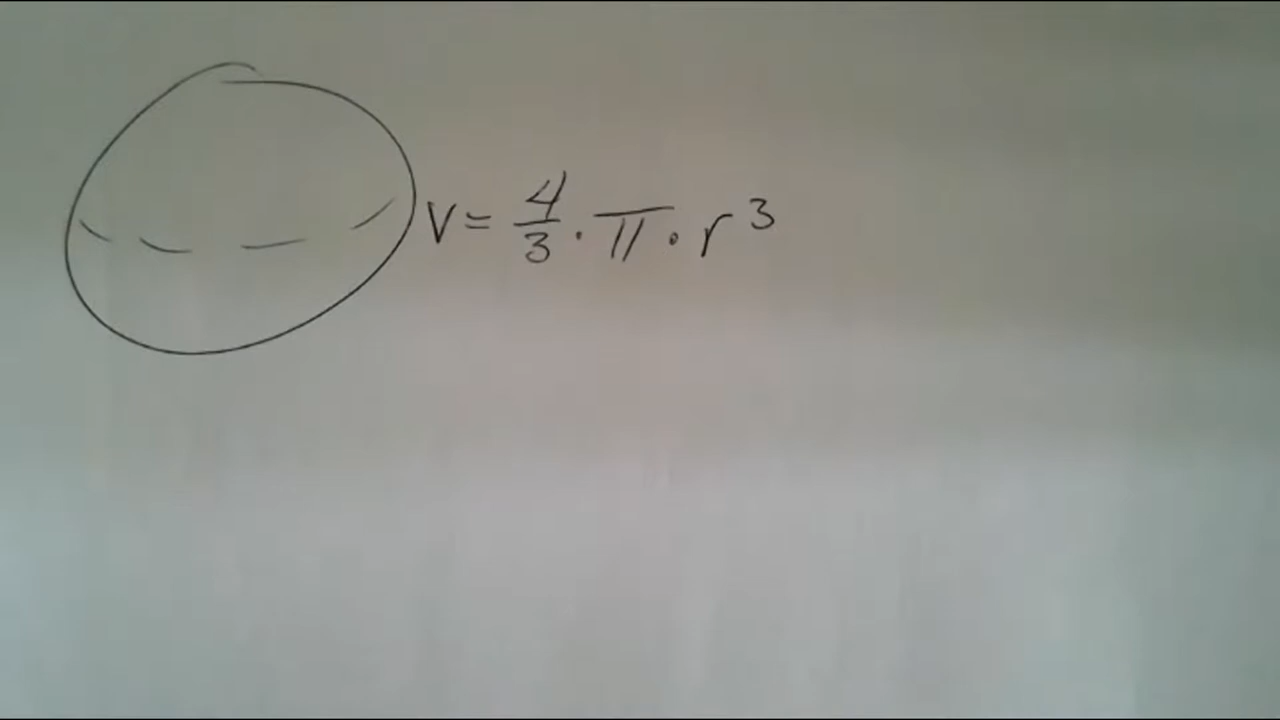 V = 4/3 · π · r³